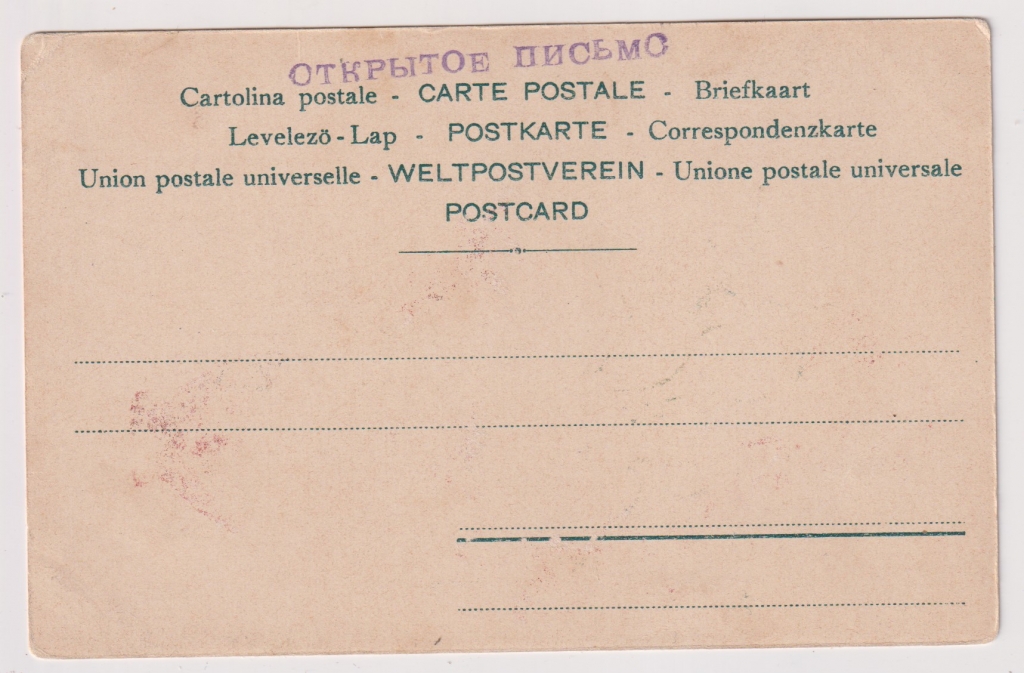 ОТКРЫТОЕ ПИСЬМО
Cartolina postale - CARTE POSTALE - Briefkaart
Levelezö-Lap - POSTKARTE - Correspondenzkarte
Union postale universelle - WELTPOSTVEREIN - Unione postale universale
POSTCARD